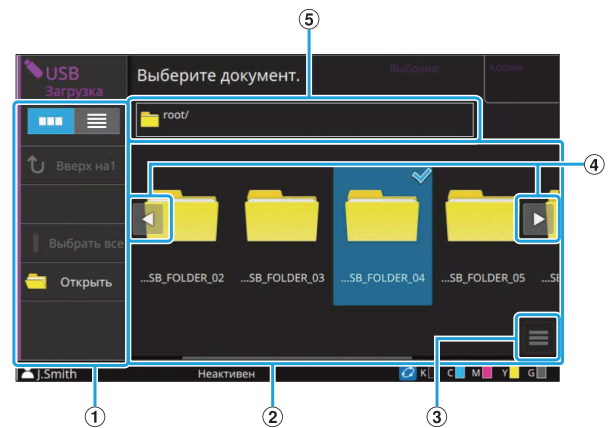 5
USB
Загрузка
Выберите документ.
Выбрано:
Копии
root/
Вверх на1
4
Выбрать все
Открыть
...SB_FOLDER_02
...SB_FOLDER_03
...SB_FOLDER_04
...SB_FOLDER_05
...SB
J.Smith
Неактивен
K
C
M
Y
G
1
2
3